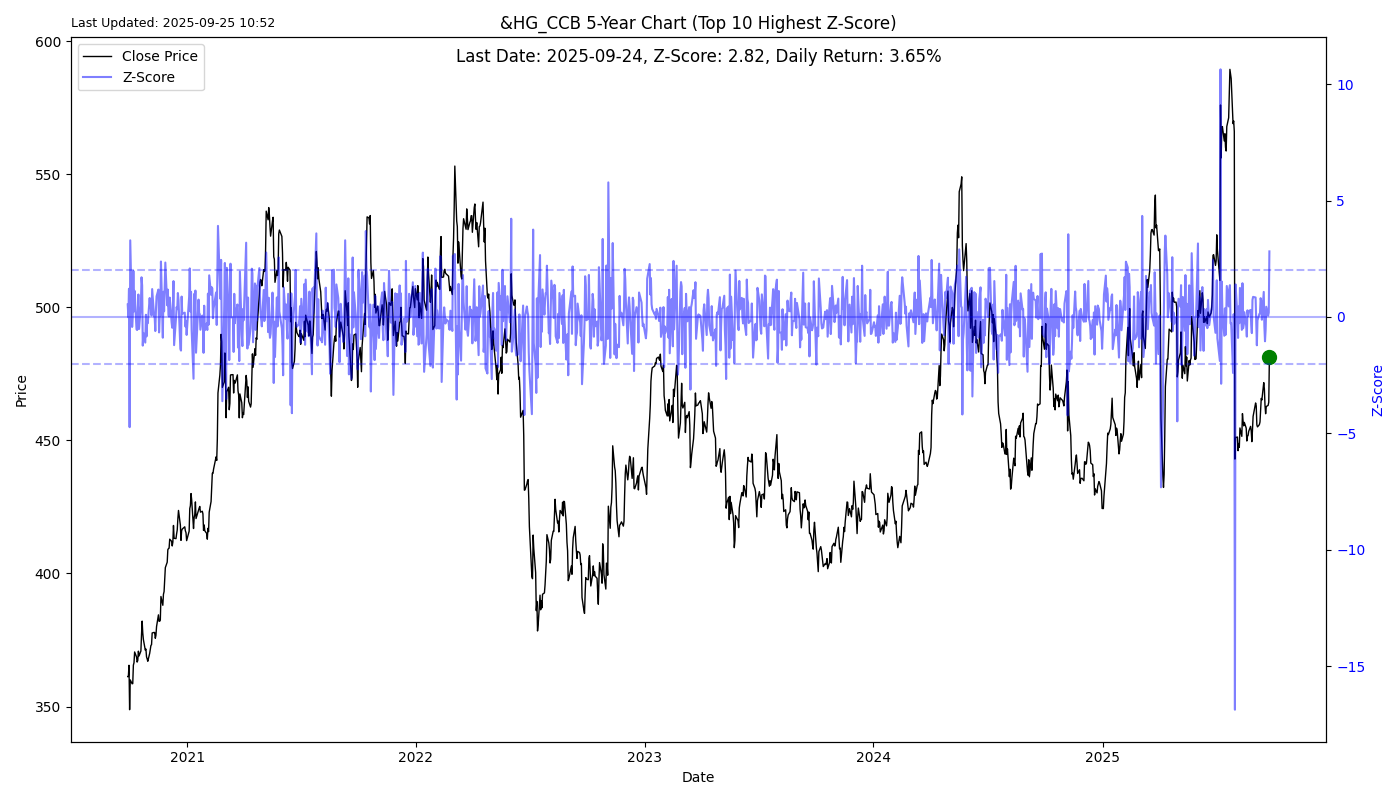 Last Updated: 2025-09-25 10:52
&HG_CCB 5-Year Chart (Top 10 Highest Z-Score)
Last Date: 2025-09-24, Z-Score: 2.82, Daily Return: 3.65%
Close Price
Z-Score
600
550
500
450
400
350
Price
10
5
0
−5
−10
−15
Z-Score
2021
2022
2023
2024
2025
Date